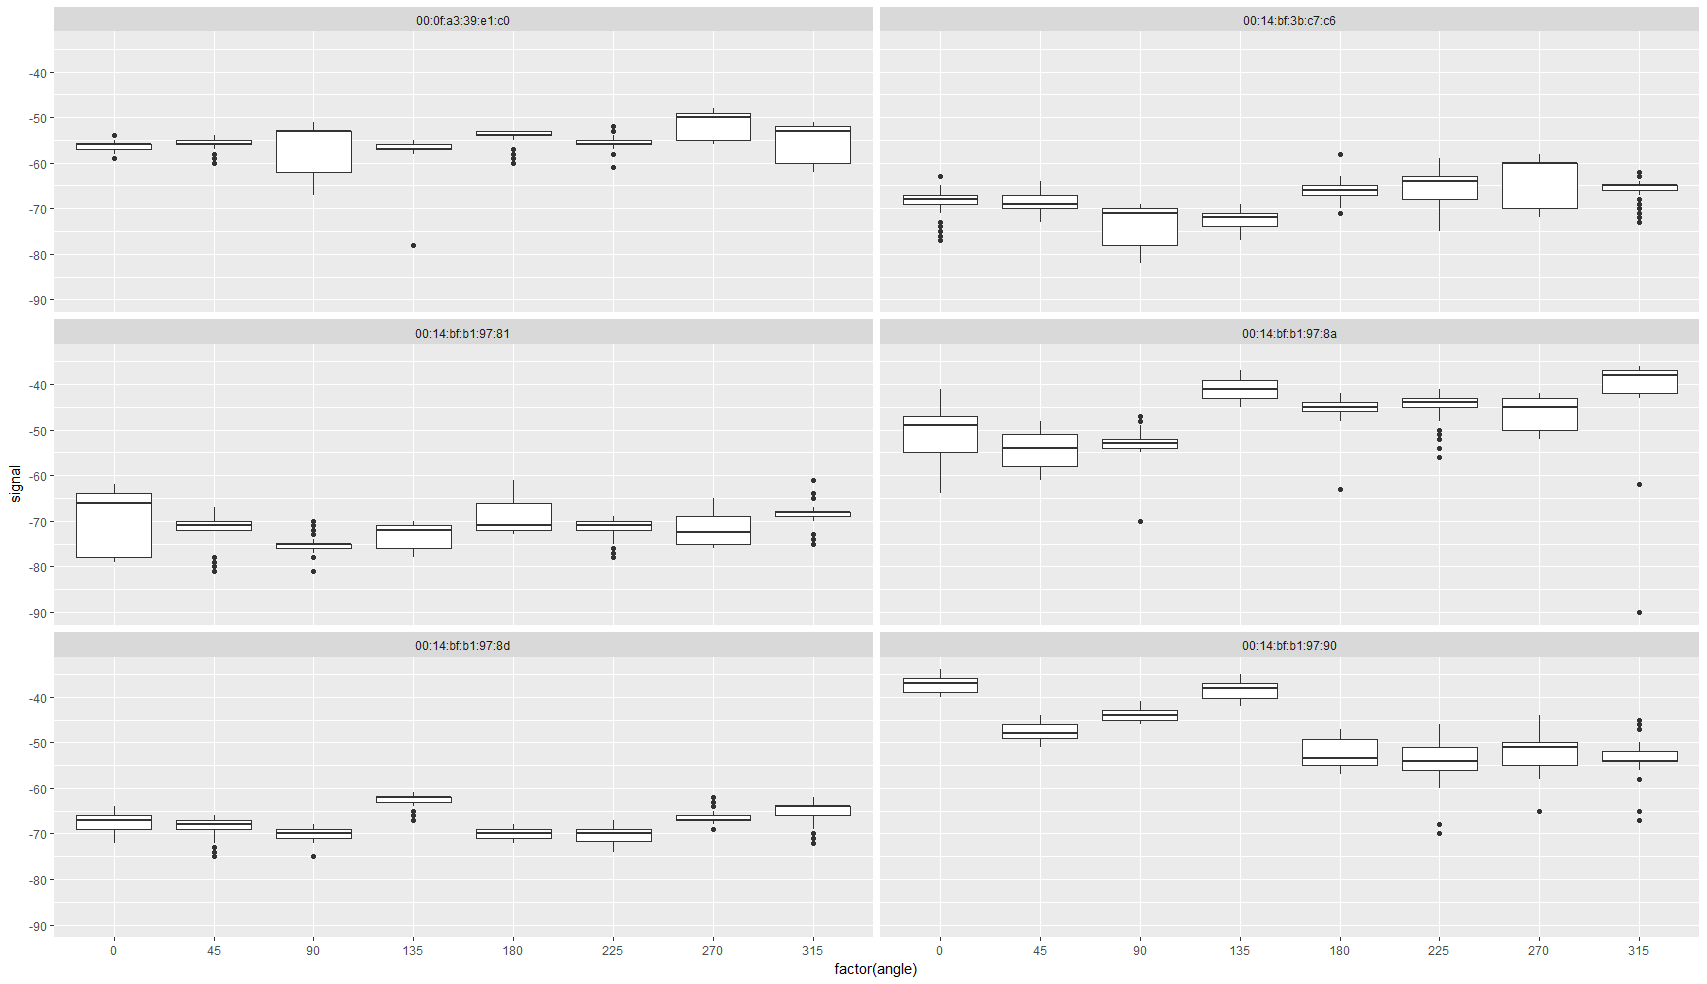 00:0f:a3:39:e1:c0
00:14:bf:3b:c7:c6
-40
-50
-60
-70
-80
-90
00:14:bf:b1:97:81
00:14:bf:b1:97:8a
-40
-50
-60
-70
-80
-90
signal
00:14:bf:b1:97:8d
00:14:bf:b1:97:90
-40
-50
-60
-70
-80
-90
0 45 90 135 180 225 270 315
0 45 90 135 180 225 270 315
factor(angle)